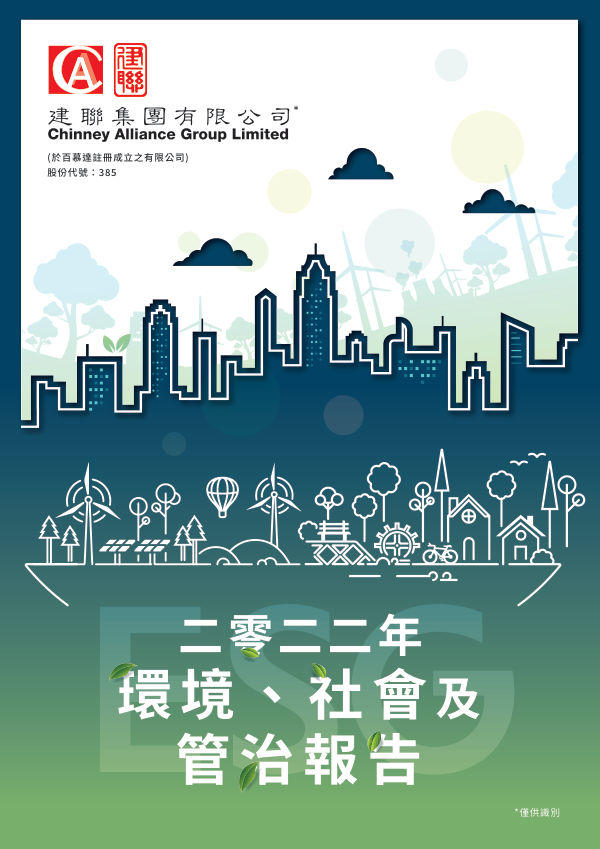 CA
建聯
建聯集團有限公司*
Chinney Alliance Group Limited
(於百慕達註冊成立之有限公司)
股份代號：385
ESG
二零二二年
環境、社會及
管治報告
*僅供識別